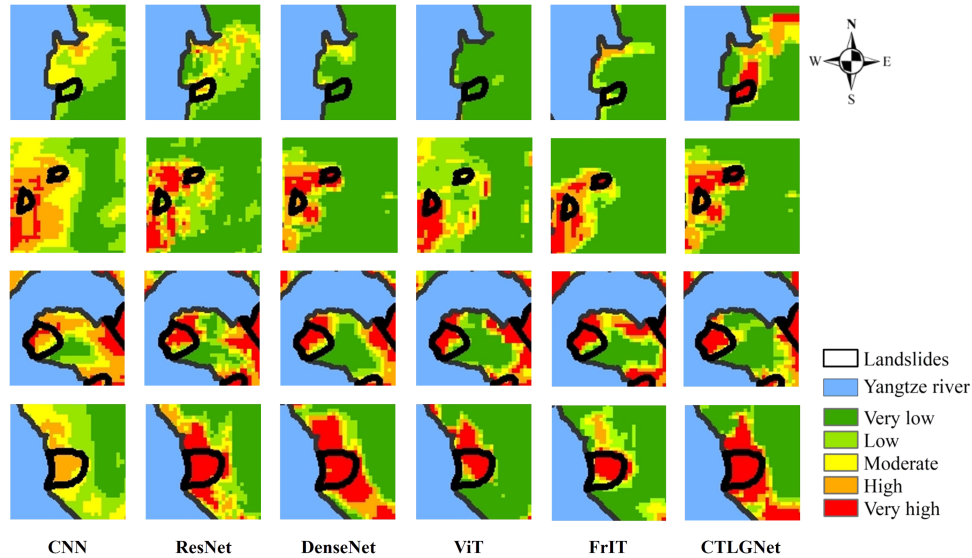 N
W E
S
Landslides
Yangtze river
Very low
Low
Moderate
High
Very high
CNN ResNet DenseNet ViT FrIT CTLGNet